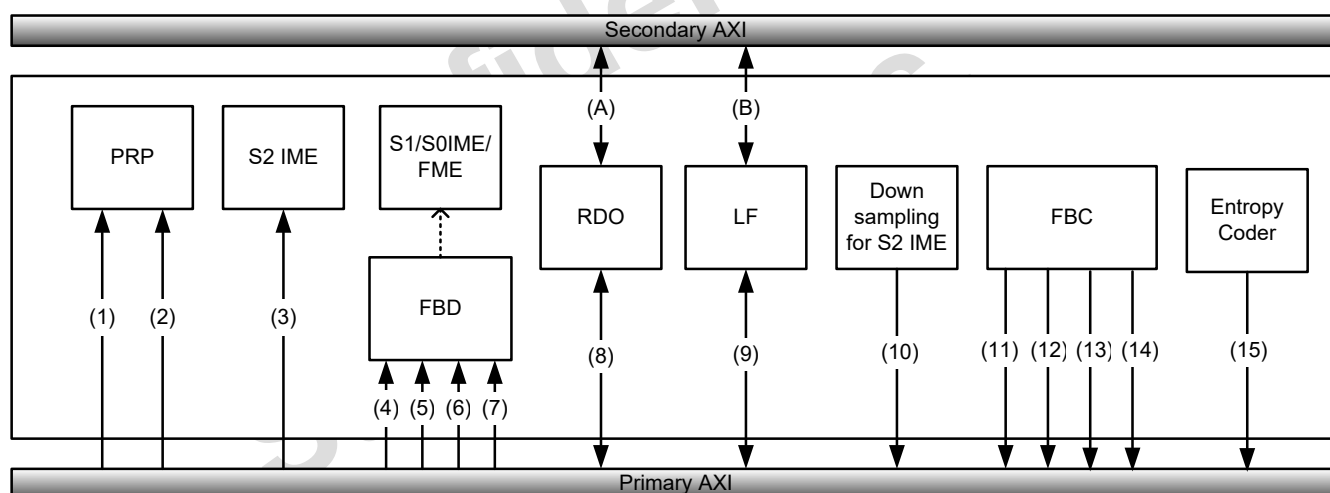 Secondary AXI
(A)
(B)
PRP
S2 IME
S1/S0IME/
FME
RDO
LF
Down
sampling
for S2 IME
FBC
Entropy
Coder
FBD
(1)
(2)
(3)
(4)
(5)
(6)
(7)
(8)
(9)
(10)
(11)
(12)
(13)
(14)
(15)
Primary AXI